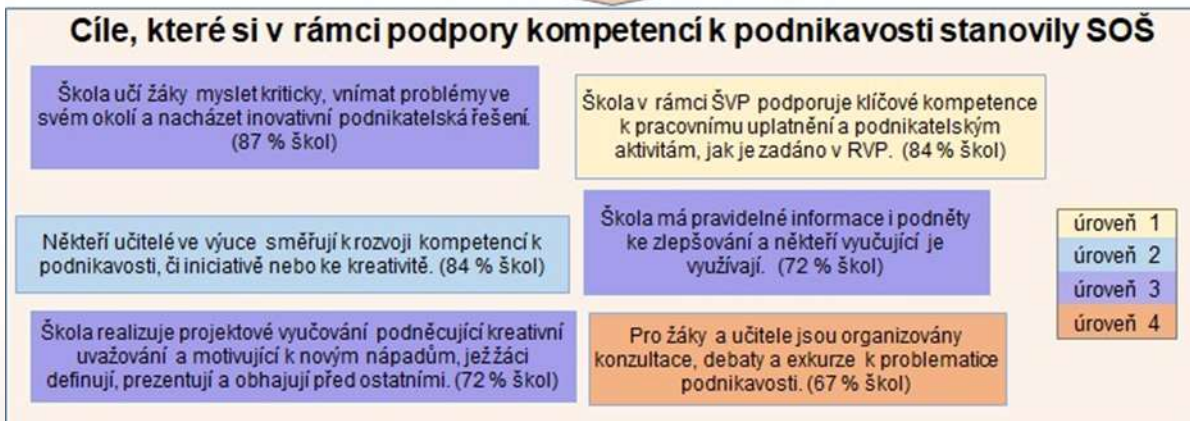 Cíle, které si v rámci podpory kompetencí k podnikavosti stanovily SOŠ
Škola učí žáky myslet kriticky, vnímat problémy ve
svém okolí a nacházet inovativní podnikatelská řešení.
(87 % škol)
Škola v rámci ŠVP podporuje klíčové kompetence
k pracovnímu uplatnění a podnikatelským
aktivitám, jak je zadáno v RVP. (84 % škol)
Někteří učitelé ve výuce směřují k rozvoji kompetencí k
podnikavosti, či iniciativě nebo ke kreativitě. (84 % škol)
Škola má pravidelné informace i podněty
ke zlepšování a někteří vyučující je
využívají. (72 % škol)
Škola realizuje projektové vyučování podněcující kreativní
uvažování a motivující k novým nápadům, jež žáci
definují, prezentují a obhajují před ostatními. (72 % škol)
Pro žáky a učitele jsou organizovány
konzultace, debaty a exkurze k problematice
podnikavosti. (67 % škol)
úroveň 1
úroveň 2
úroveň 3
úroveň 4